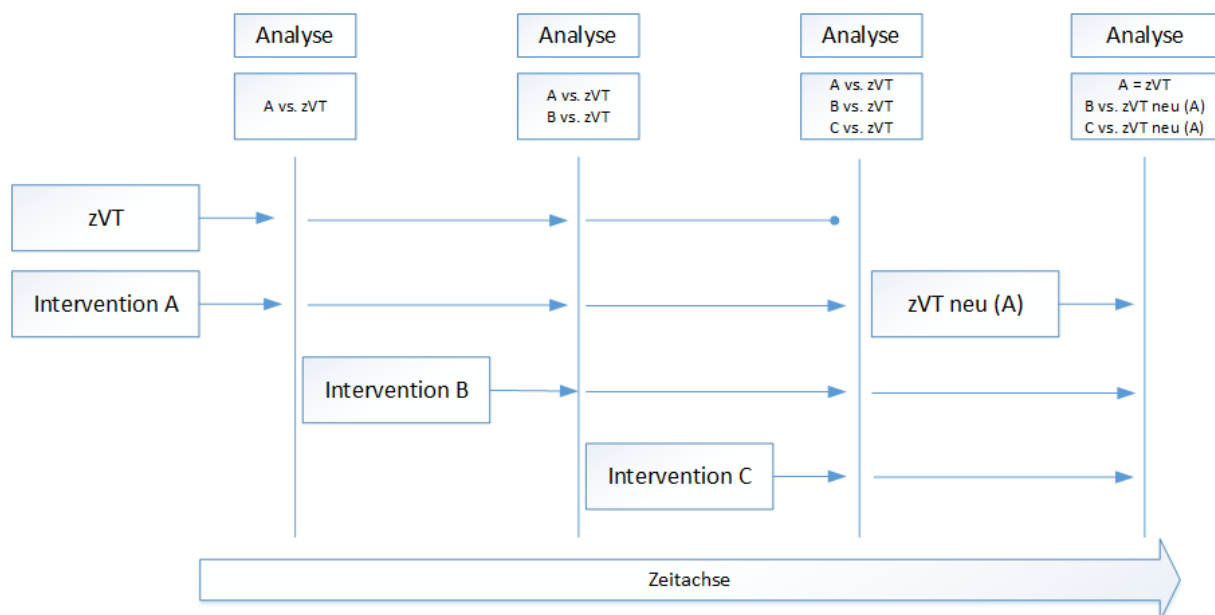 Analyse
Analyse
Analyse
Analyse
A vs. zVT
A vs. zVT
B vs. zVT
A vs. zVT
B vs. zVT
C vs. zVT
A = zVT
B vs. zVT neu (A)
C vs. zVT neu (A)
zVT
Intervention A
zVT neu (A)
Intervention B
Intervention C
Zeitachse